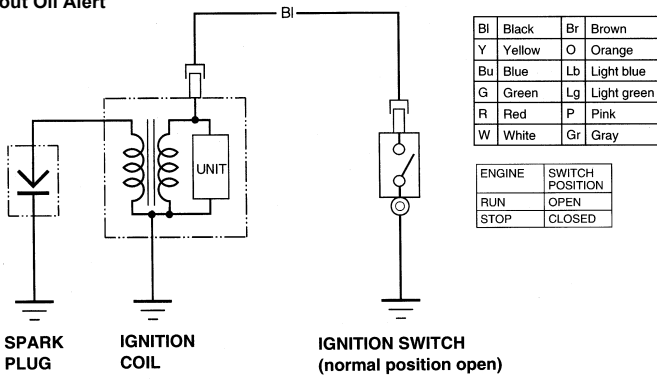 out Oil Alert
Bl
UNIT
Bl Black Br Brown
Y Yellow O Orange
Bu Blue Lb Light blue
G Green Lg Light green
R Red P Pink
W White Gr Gray
ENGINE SWITCH POSITION
RUN OPEN
STOP CLOSED
SPARK PLUG
IGNITION COIL
IGNITION SWITCH
(normal position open)